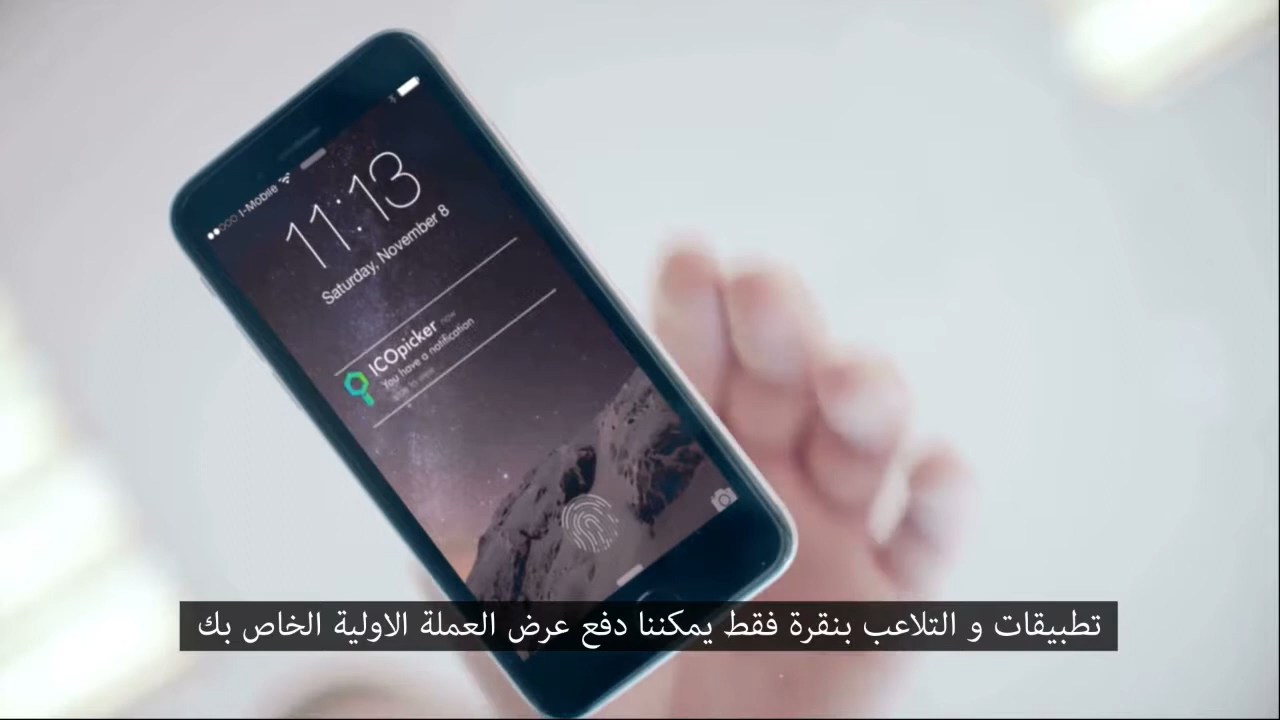 I-Mobile
11:13
Saturday, November 8
ICOpicker now
You have a notification
تطبيقات و التلاعب بنقرة فقط يمكننا دفع عرض العملة الاولية الخاص بك